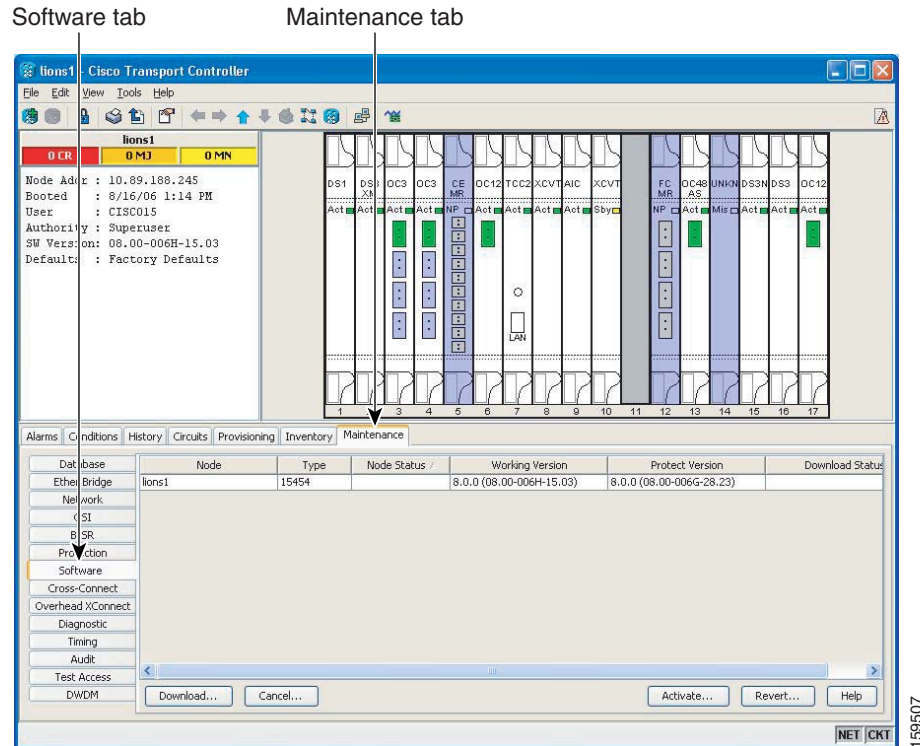 Software tab
Maintenance tab
lions1 - Cisco Transport Controller
File Edit View Tools Help
lions1
0 CR 0 MJ 0 MN
Node Addr : 10.89.188.245
Booted : 8/16/06 1:14 PM
User : CISCO15
Authority : Superuser
SW Version: 08.00-006H-15.03
Defaults : Factory Defaults
DS1 DS3 XM OC3 OC3 CE MR OC12 TCC2 XCVT AIC XCVT FC MR OC48 AS UNKN DS3N DS3 OC12
Act Act Act Act NP Act Act Act Act Sby NP Act Mis Act Act Act
LAN
1 3 4 5 6 7 8 9 10 11 12 13 14 15 16 17
Alarms Conditions History Circuits Provisioning Inventory Maintenance
Database
Ether Bridge
Network
OSI
BLSR
Protection
Software
Cross-Connect
Overhead XConnect
Diagnostic
Timing
Audit
Test Access
DWDM
Node Type Node Status Working Version Protect Version Download Status
lions1 15454 8.0.0 (08.00-006H-15.03) 8.0.0 (08.00-006G-28.23)
Download... Cancel... Activate... Revert... Help
NET CKT
159507